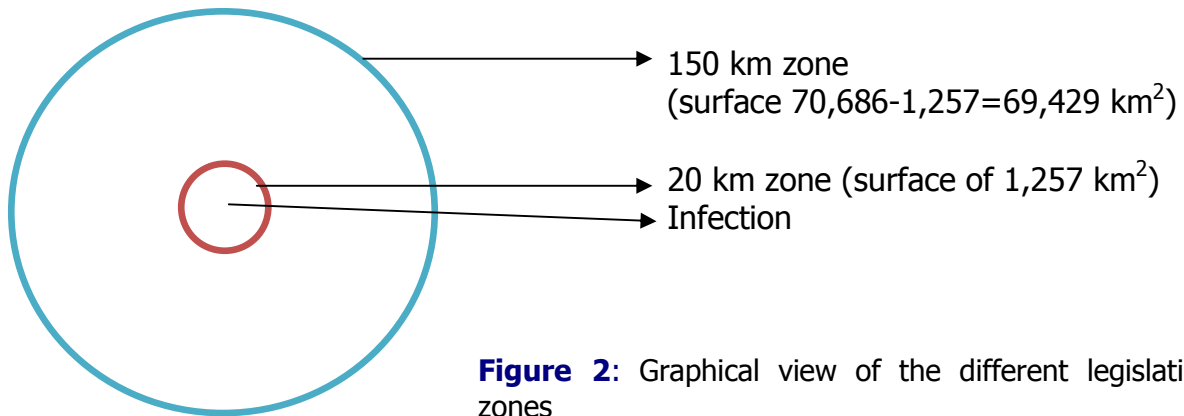 150 km zone
(surface 70,686-1,257=69,429 km²)
20 km zone (surface of 1,257 km²)
Infection
Figure 2: Graphical view of the different legislati
zones